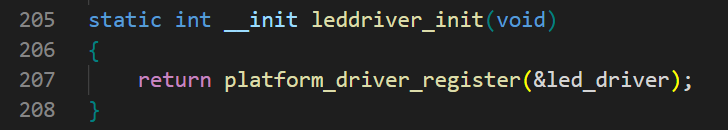 205 static int __init leddriver_init(void)
206 {
207     return platform_driver_register(&led_driver);
208 }